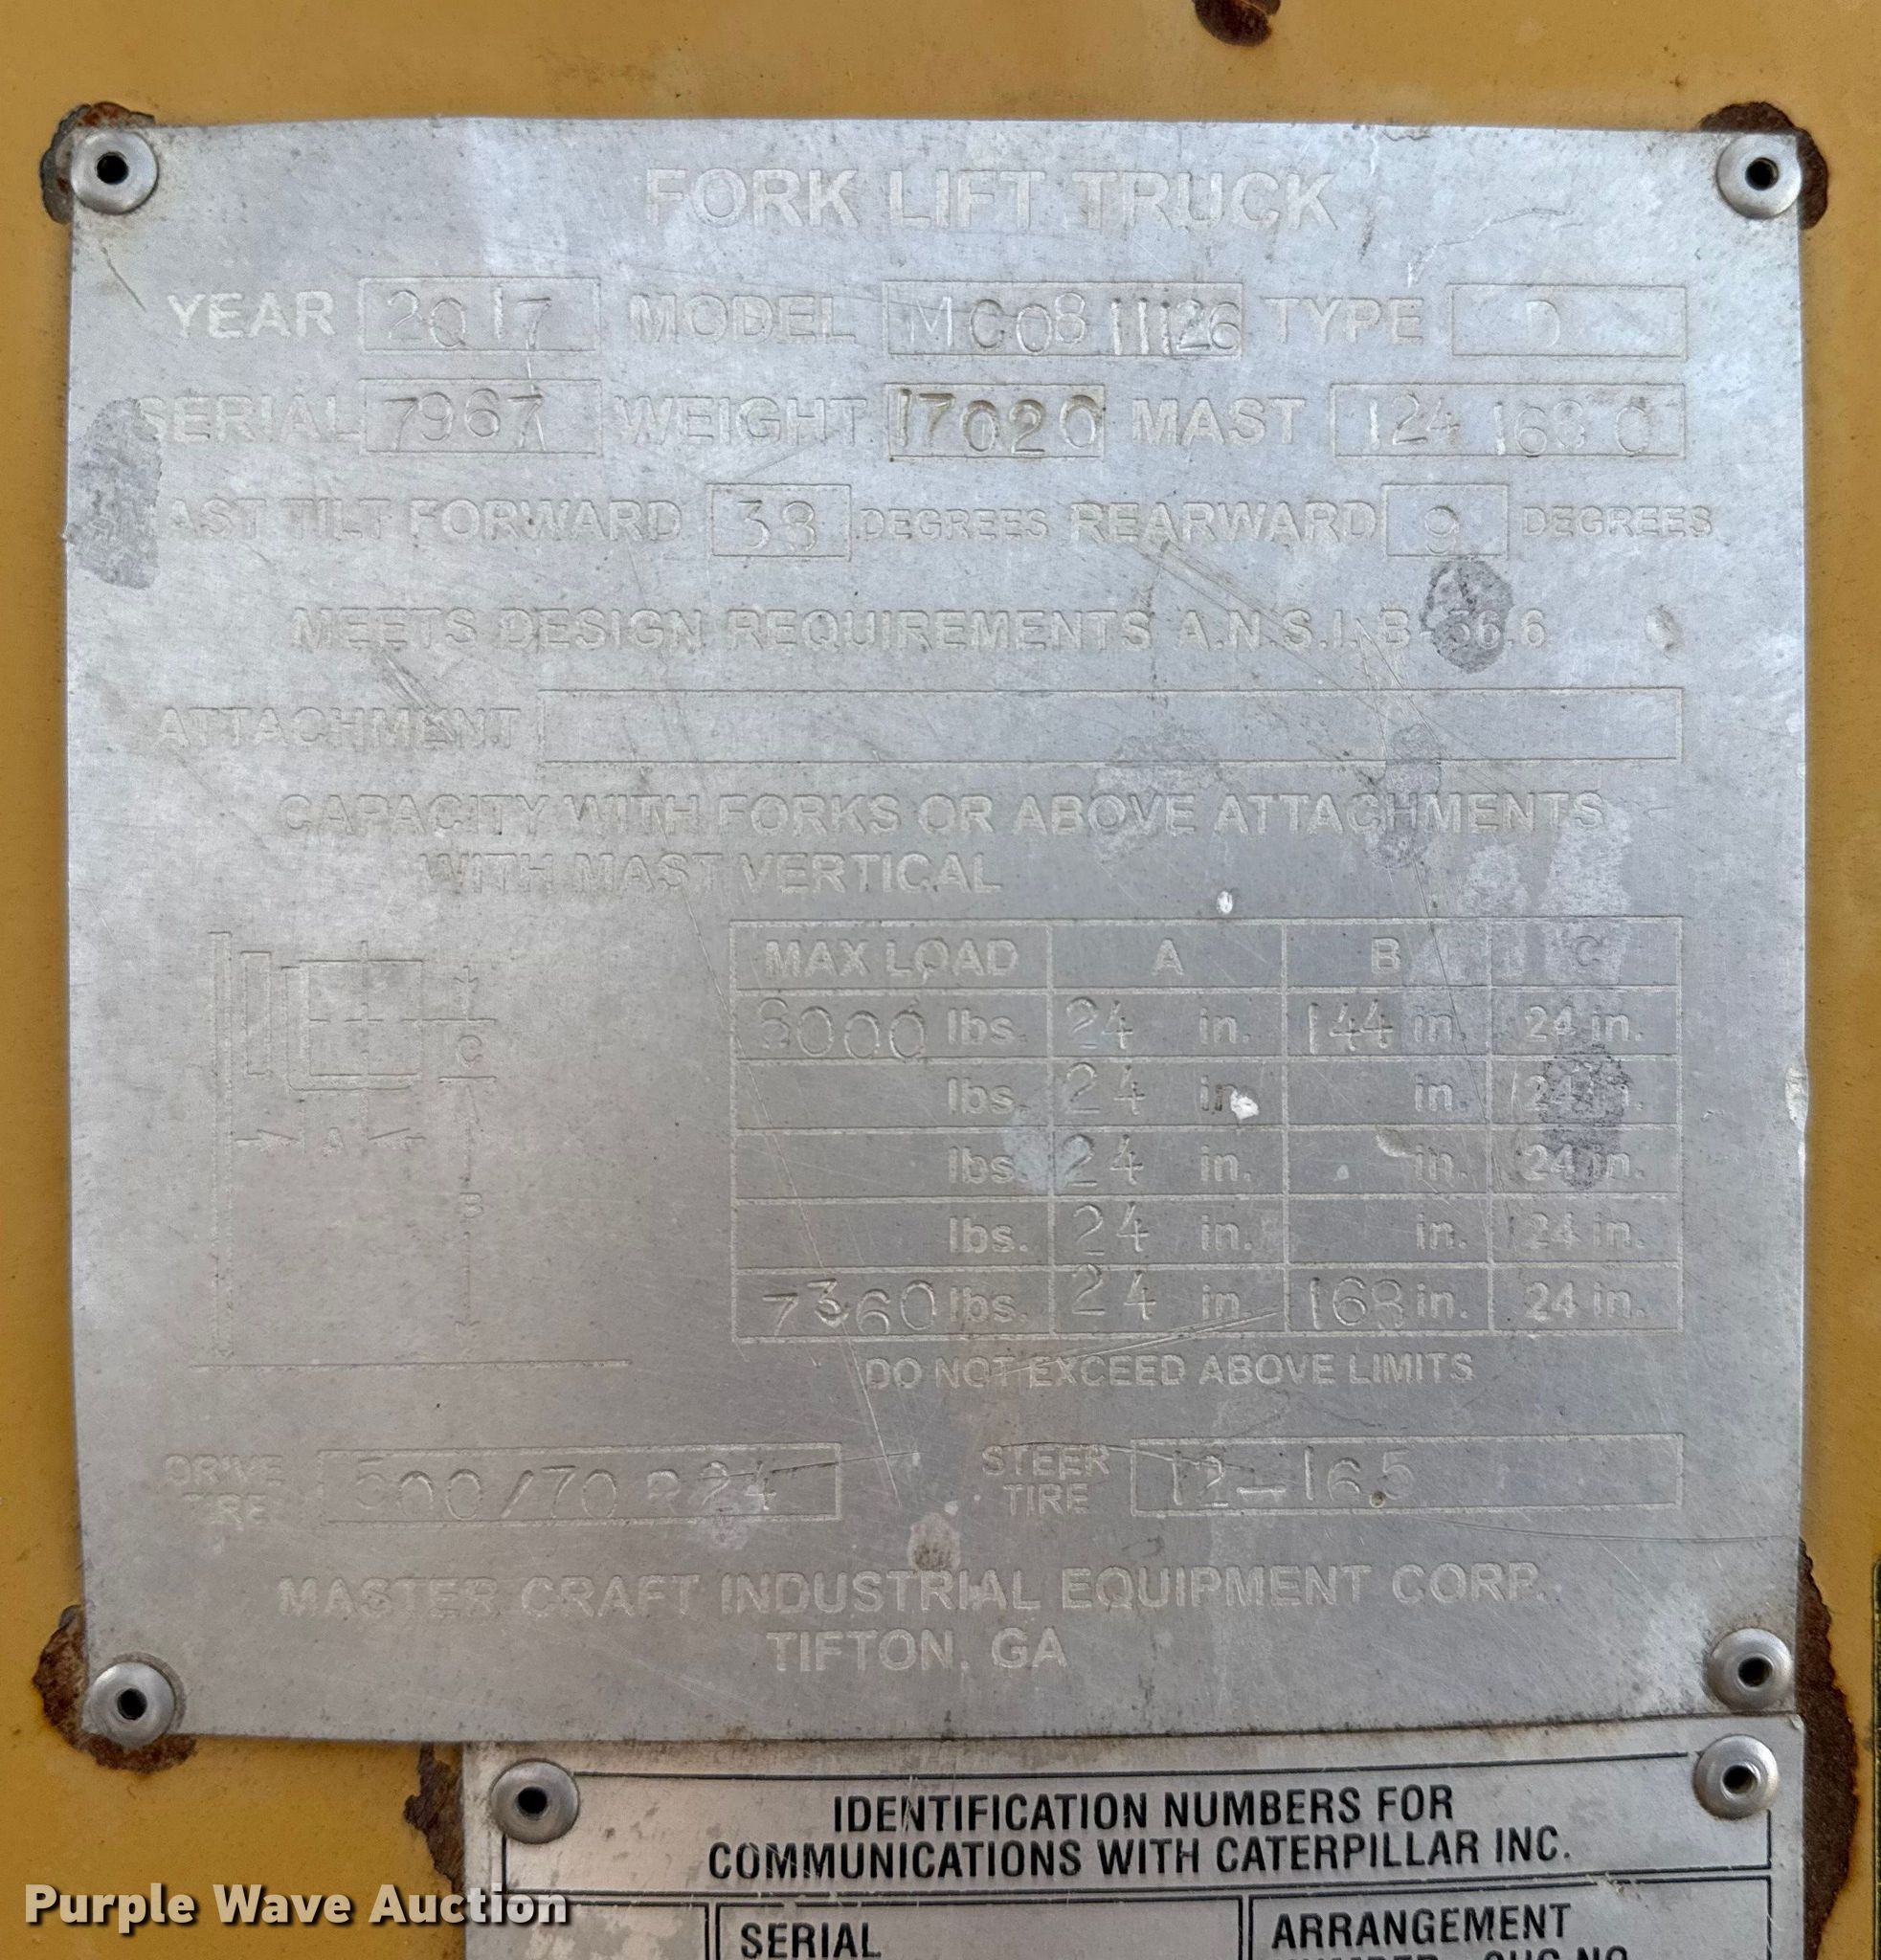 FORK LIFT TRUCK
YEAR 2017 MODEL MC0811126 TYPE D
SERIAL 7967 WEIGHT 17020 MAST 124 168 0
MAST TILT FORWARD 38 DEGREES REARWARD 9 DEGREES
MEETS DESIGN REQUIREMENTS A.N.S.I. B-56.6
ATTACHMENT
CAPACITY WITH FORKS OR ABOVE ATTACHMENTS
WITH MAST VERTICAL
MAX LOAD A B C
8000 lbs. 24 in. 144 in. 24 in.
lbs. 24 in. in. 24 in.
lbs. 24 in. in. 24 in.
lbs. 24 in. in. 24 in.
7360 lbs. 24 in. 168 in. 24 in.
C
A
B
DO NOT EXCEED ABOVE LIMITS
DRIVE TIRE 500/70 R 24 STEER TIRE 12-16.5
MASTER CRAFT INDUSTRIAL EQUIPMENT CORP.
TIFTON, GA
IDENTIFICATION NUMBERS FOR
COMMUNICATIONS WITH CATERPILLAR INC.
SERIAL
ARRANGEMENT
Purple Wave Auction